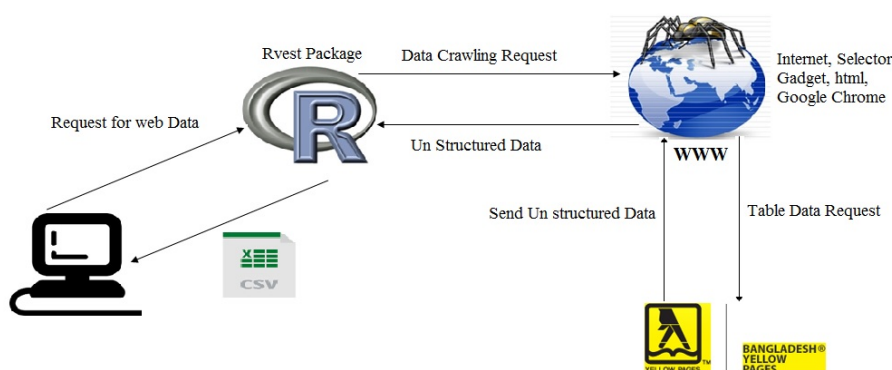 Rvest Package
Data Crawling Request
Internet, Selector
Gadget, html,
Google Chrome
Request for web Data
R
Un Structured Data
WWW
Send Un structured Data
Table Data Request
X
CSV
YELLOW PAGES
TM
BANGLADESH®
YELLOW
PAGES